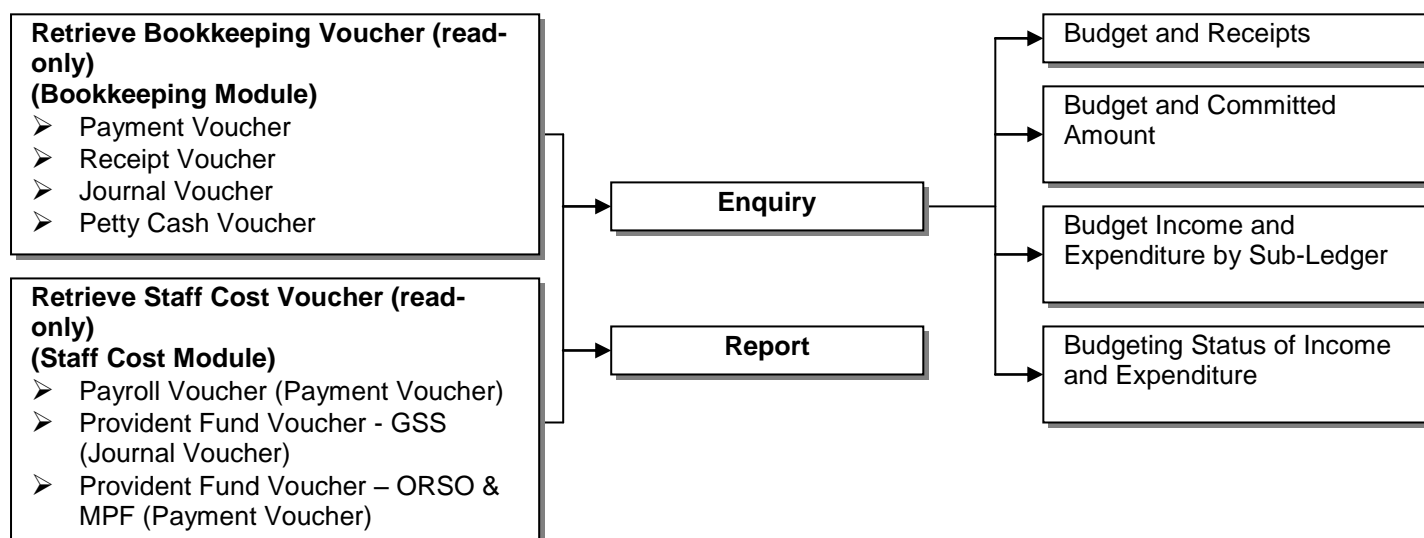 Retrieve Bookkeeping Voucher (read-
only)
(Bookkeeping Module)
➢ Payment Voucher
➢ Receipt Voucher
➢ Journal Voucher
➢ Petty Cash Voucher
Retrieve Staff Cost Voucher (read-
only)
(Staff Cost Module)
➢ Payroll Voucher (Payment Voucher)
➢ Provident Fund Voucher - GSS
(Journal Voucher)
➢ Provident Fund Voucher – ORSO &
MPF (Payment Voucher)
Enquiry
Report
Budget and Receipts
Budget and Committed
Amount
Budget Income and
Expenditure by Sub-Ledger
Budgeting Status of Income
and Expenditure